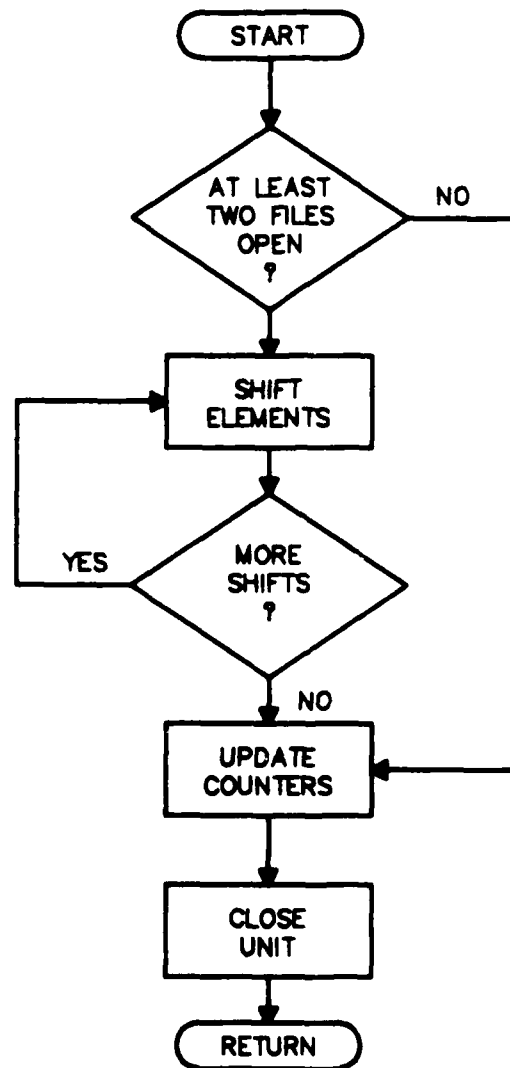 START
AT LEAST
TWO FILES
OPEN
?
NO
SHIFT
ELEMENTS
YES
MORE
SHIFTS
?
NO
UPDATE
COUNTERS
CLOSE
UNIT
RETURN